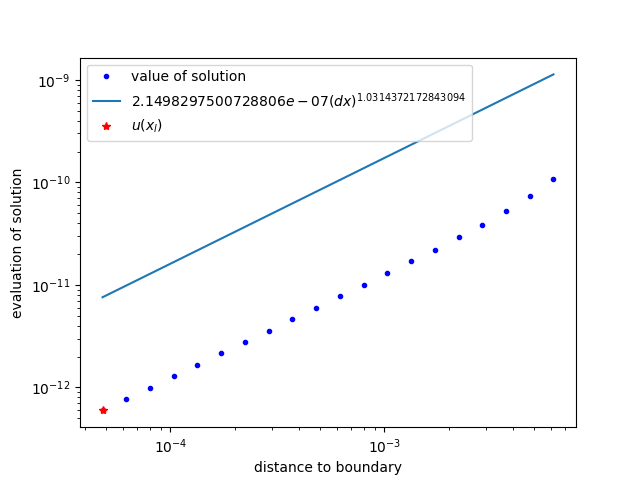 value of solution
2.1498297500728806e − 07(dx)^1.0314372172843094
u(x_l)
10^-9
10^-10
10^-11
10^-12
evaluation of solution
10^-4
10^-3
distance to boundary